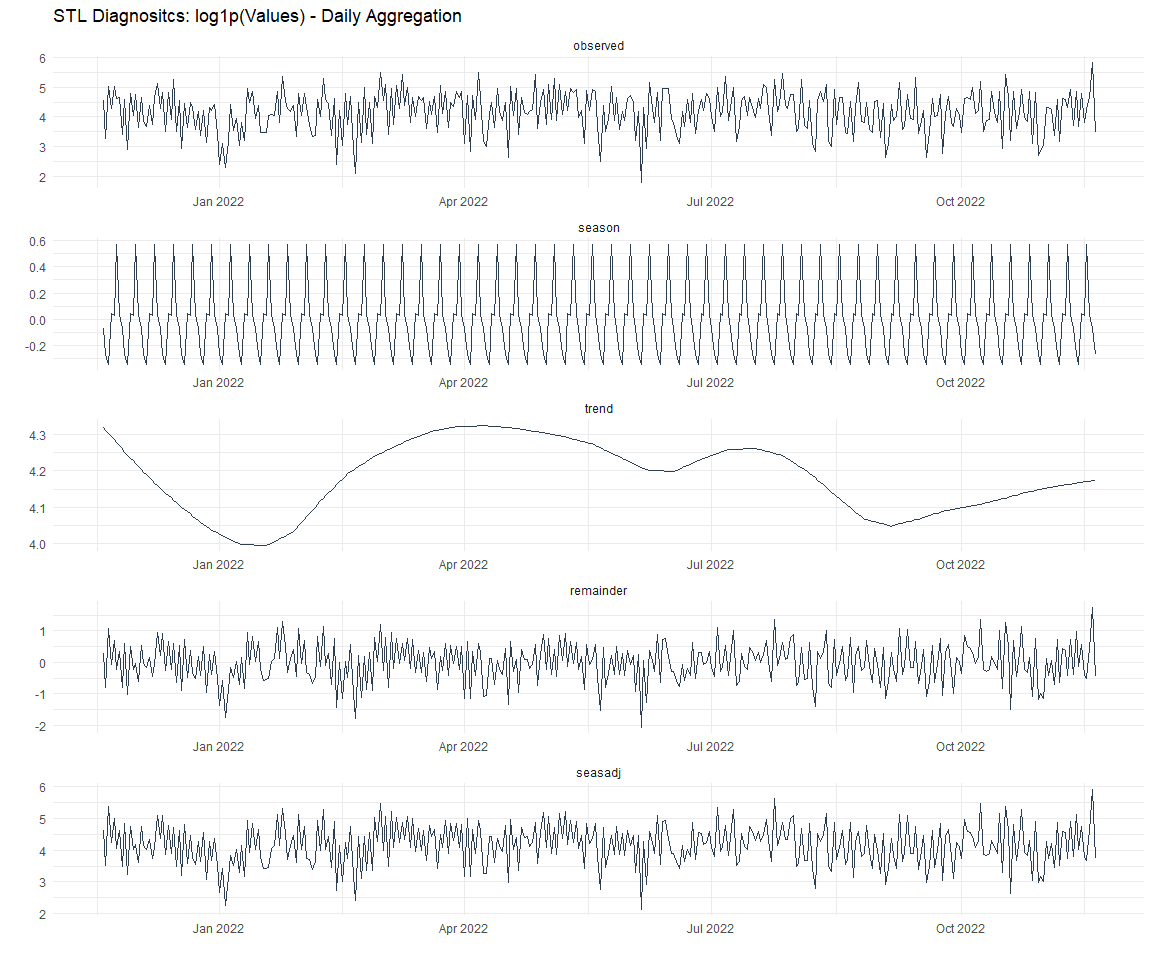 STL Diagnositcs: log1p(Values) - Daily Aggregation
observed
6
5
4
3
2
Jan 2022 Apr 2022 Jul 2022 Oct 2022
season
0.6
0.4
0.2
0.0
-0.2
Jan 2022 Apr 2022 Jul 2022 Oct 2022
trend
4.3
4.2
4.1
4.0
Jan 2022 Apr 2022 Jul 2022 Oct 2022
remainder
1
0
-1
-2
Jan 2022 Apr 2022 Jul 2022 Oct 2022
seasadj
6
5
4
3
2
Jan 2022 Apr 2022 Jul 2022 Oct 2022